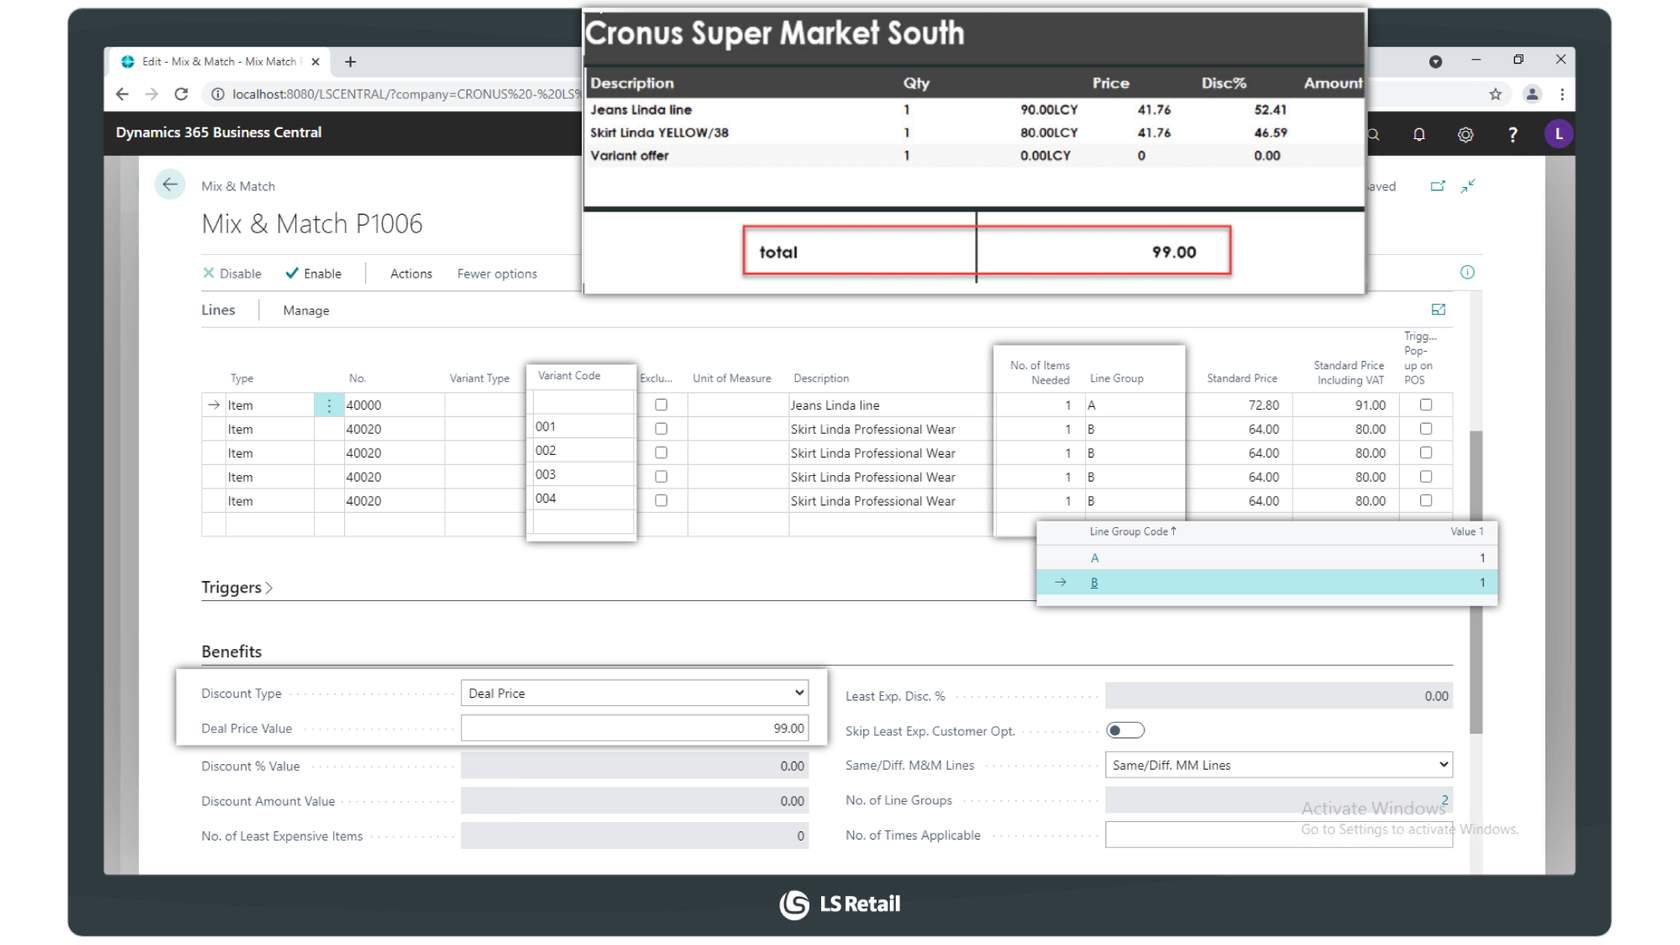 Cronus Super Market South
Description Qty Price Disc% Amount
Jeans Linda line 1 90.00LCY 41.76 52.41
Skirt Linda YELLOW/38 1 80.00LCY 41.76 46.59
Variant offer 1 0.00LCY 0 0.00
total 99.00
Edit - Mix & Match - Mix Match
localhost:8080/LSCENTRAL/?company=CRONUS%20-%20LS%
Dynamics 365 Business Central
? L
Mix & Match
aved
Mix & Match P1006
Disable Enable Actions Fewer options
Lines Manage
Type No. Variant Type Variant Code Exclu... Unit of Measure Description No. of Items Needed Line Group Standard Price Standard Price Including VAT Trigg... Pop-up on POS
Item 40000 Jeans Linda line 1 A 72.80 91.00
Item 40020 001 Skirt Linda Professional Wear 1 B 64.00 80.00
Item 40020 002 Skirt Linda Professional Wear 1 B 64.00 80.00
Item 40020 003 Skirt Linda Professional Wear 1 B 64.00 80.00
Item 40020 004 Skirt Linda Professional Wear 1 B 64.00 80.00
Line Group Code↑ Value 1
A 1
B 1
Triggers
Benefits
Discount Type Deal Price
Deal Price Value 99.00
Discount % Value 0.00
Discount Amount Value 0.00
No. of Least Expensive Items 0
Least Exp. Disc. % 0.00
Skip Least Exp. Customer Opt.
Same/Diff. M&M Lines Same/Diff. MM Lines
No. of Line Groups 2
No. of Times Applicable
Activate Windows
Go to Settings to activate Windows.
LS Retail